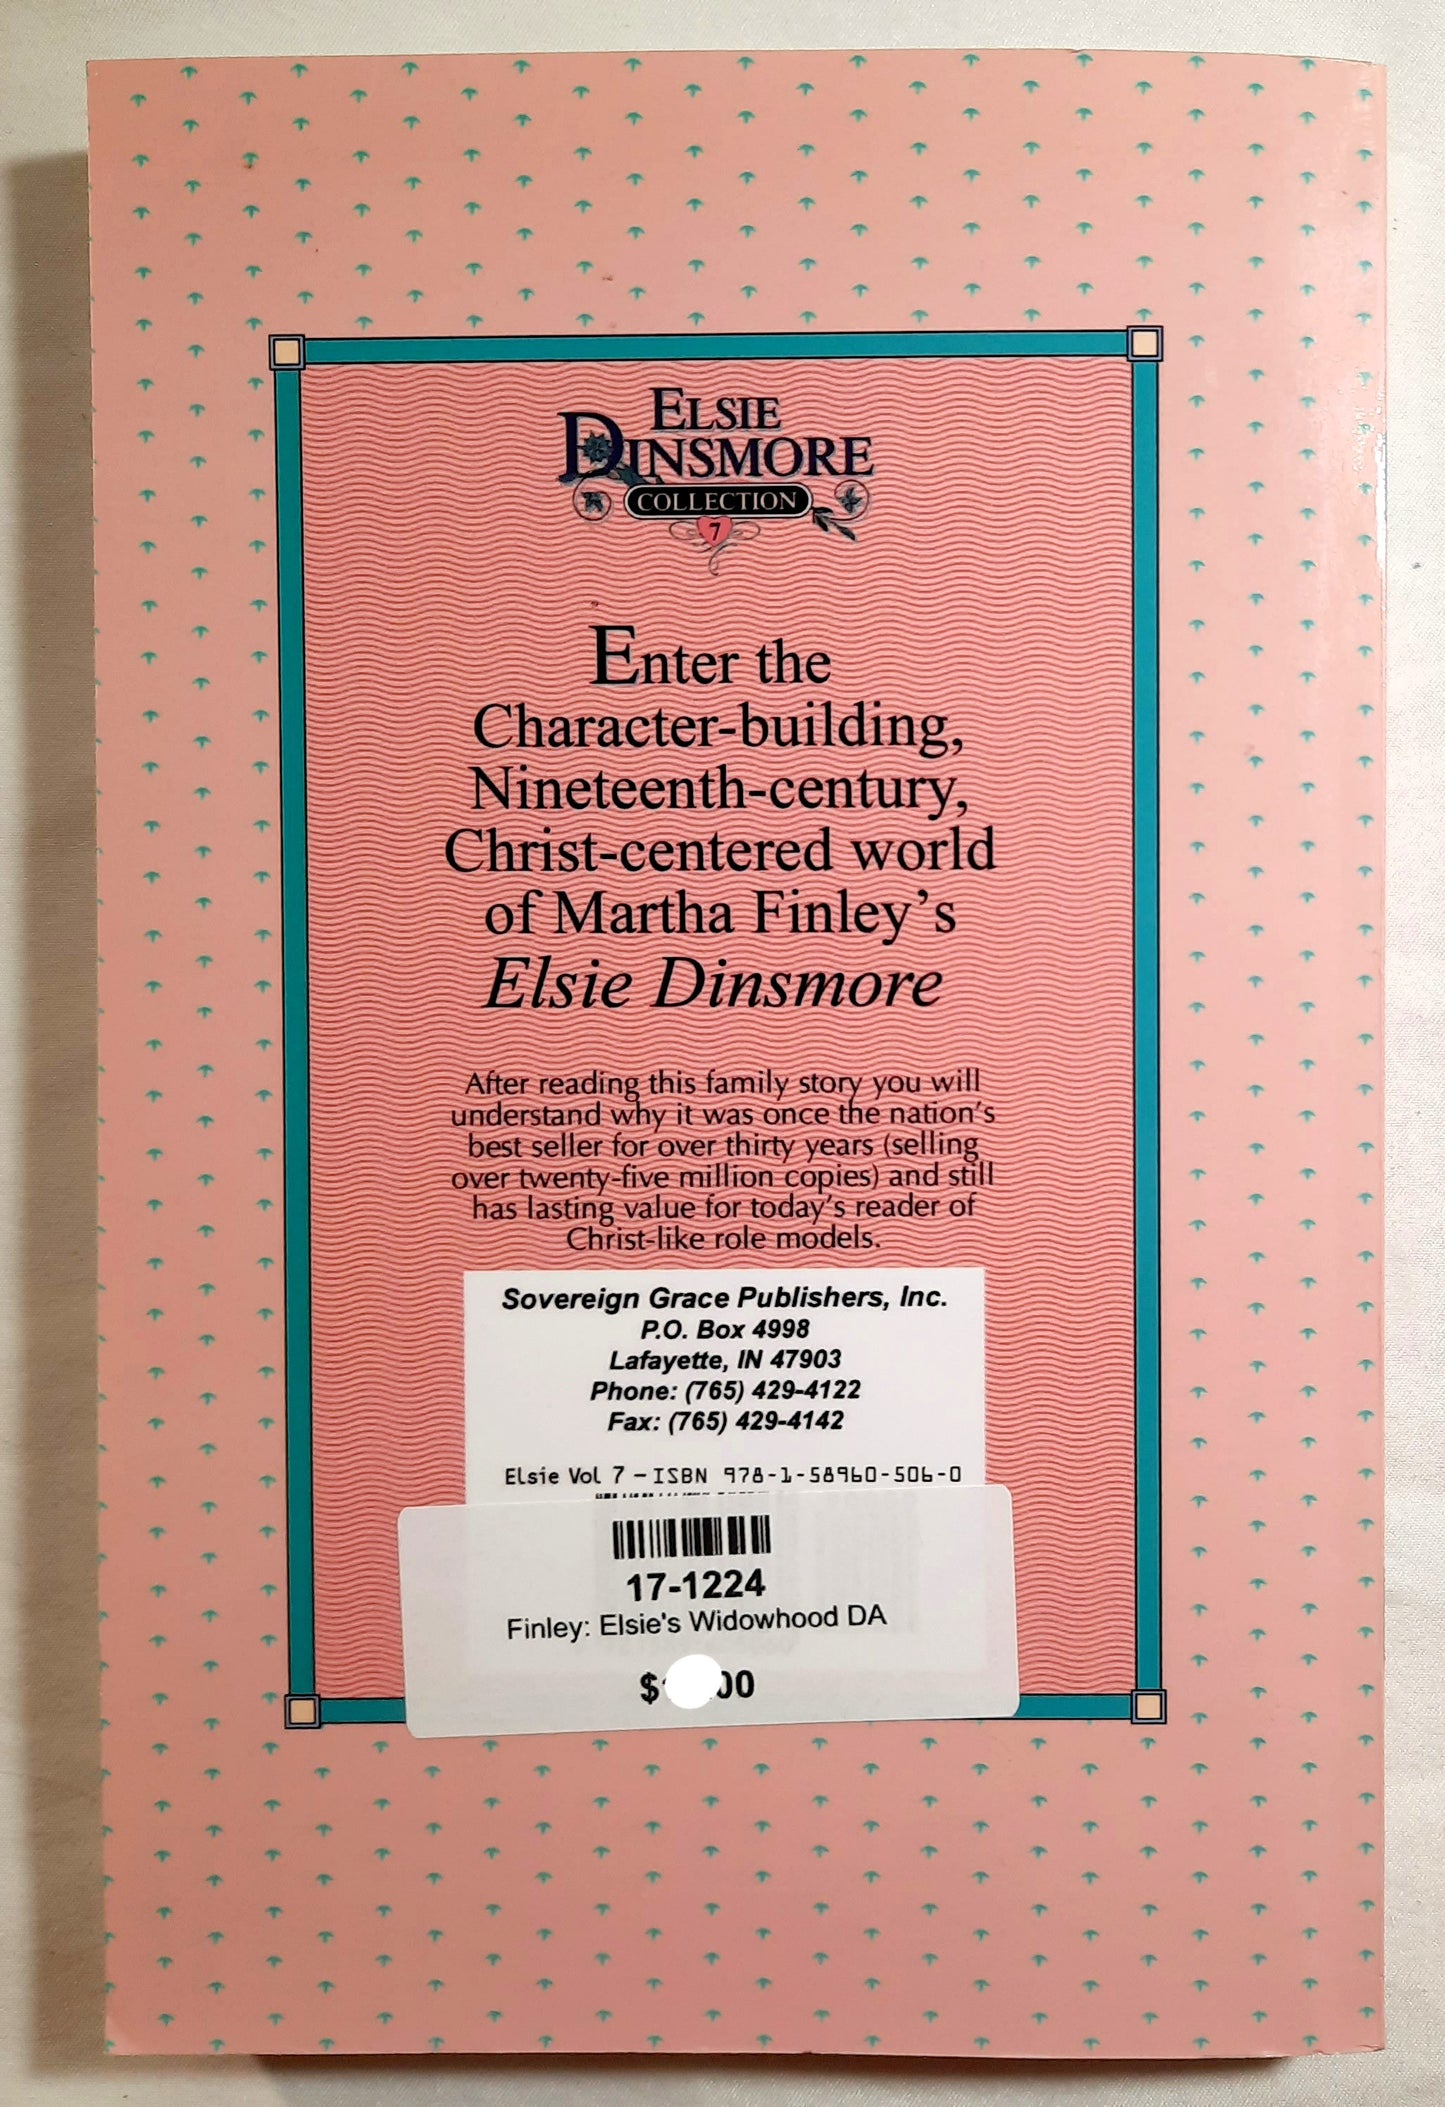 ELSIE
DINSMORE
COLLECTION
7
Enter the
Character-building,
Nineteenth-century,
Christ-centered world
of Martha Finley’s
Elsie Dinsmore
After reading this family story you will
understand why it was once the nation’s
best seller for over thirty years (selling
over twenty-five million copies) and still
has lasting value for today’s reader of
Christ-like role models.
Sovereign Grace Publishers, Inc.
P.O. Box 4998
Lafayette, IN 47903
Phone: (765) 429-4122
Fax: (765) 429-4142
Elsie Vol 7 – ISBN 978-1-58960-506-0
17-1224
Finley: Elsie's Widowhood DA